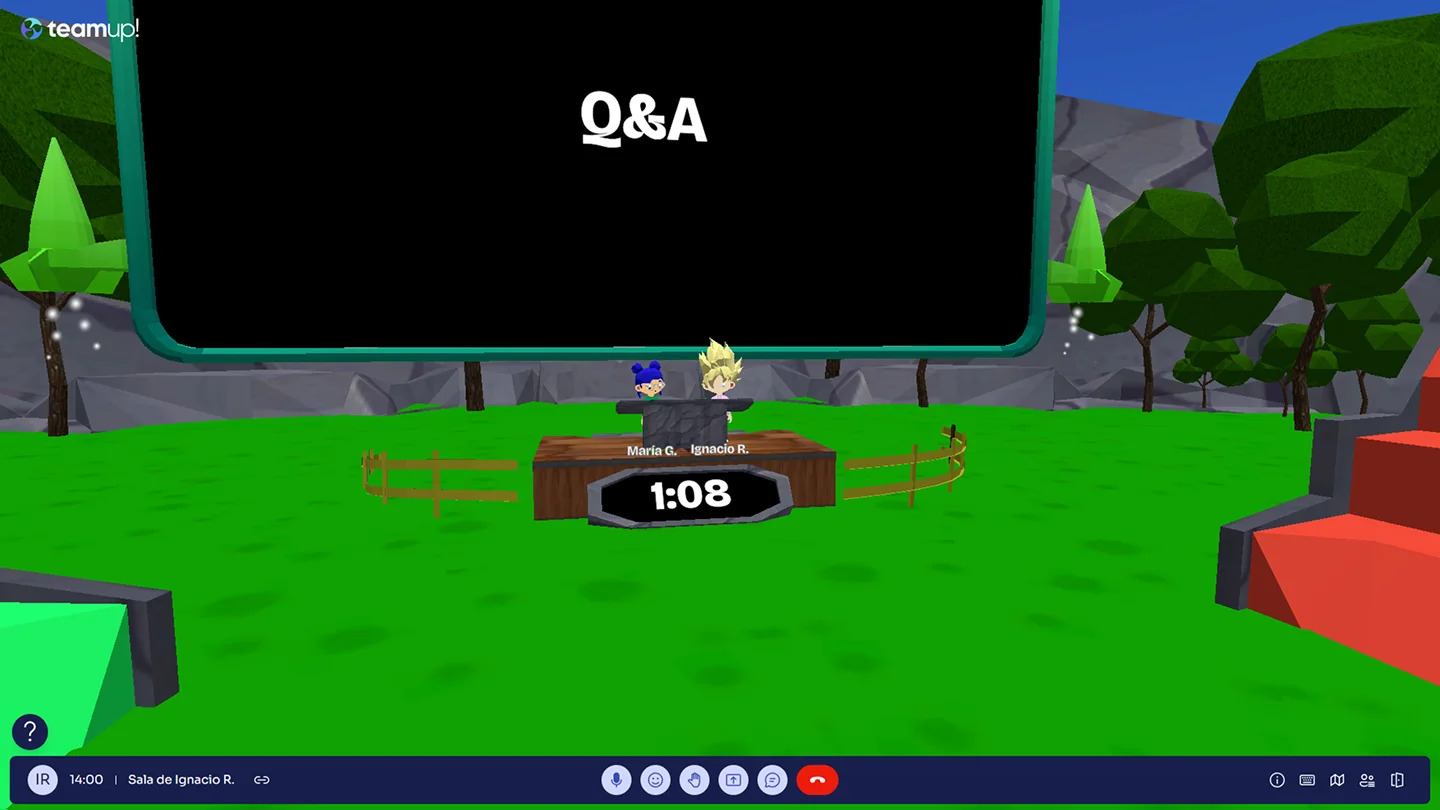 teamup!
Q&A
María G. Ignacio R.
1:08
?
IR 14:00 | Sala de Ignacio R.